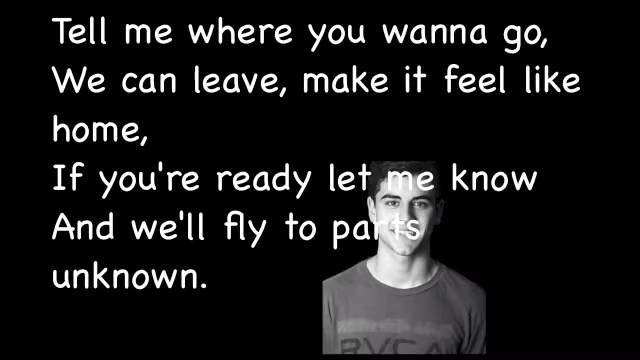 Tell me where you wanna go,
We can leave, make it feel like
home,
If you're ready let me know
And we'll fly to parts
unknown.
RVCA